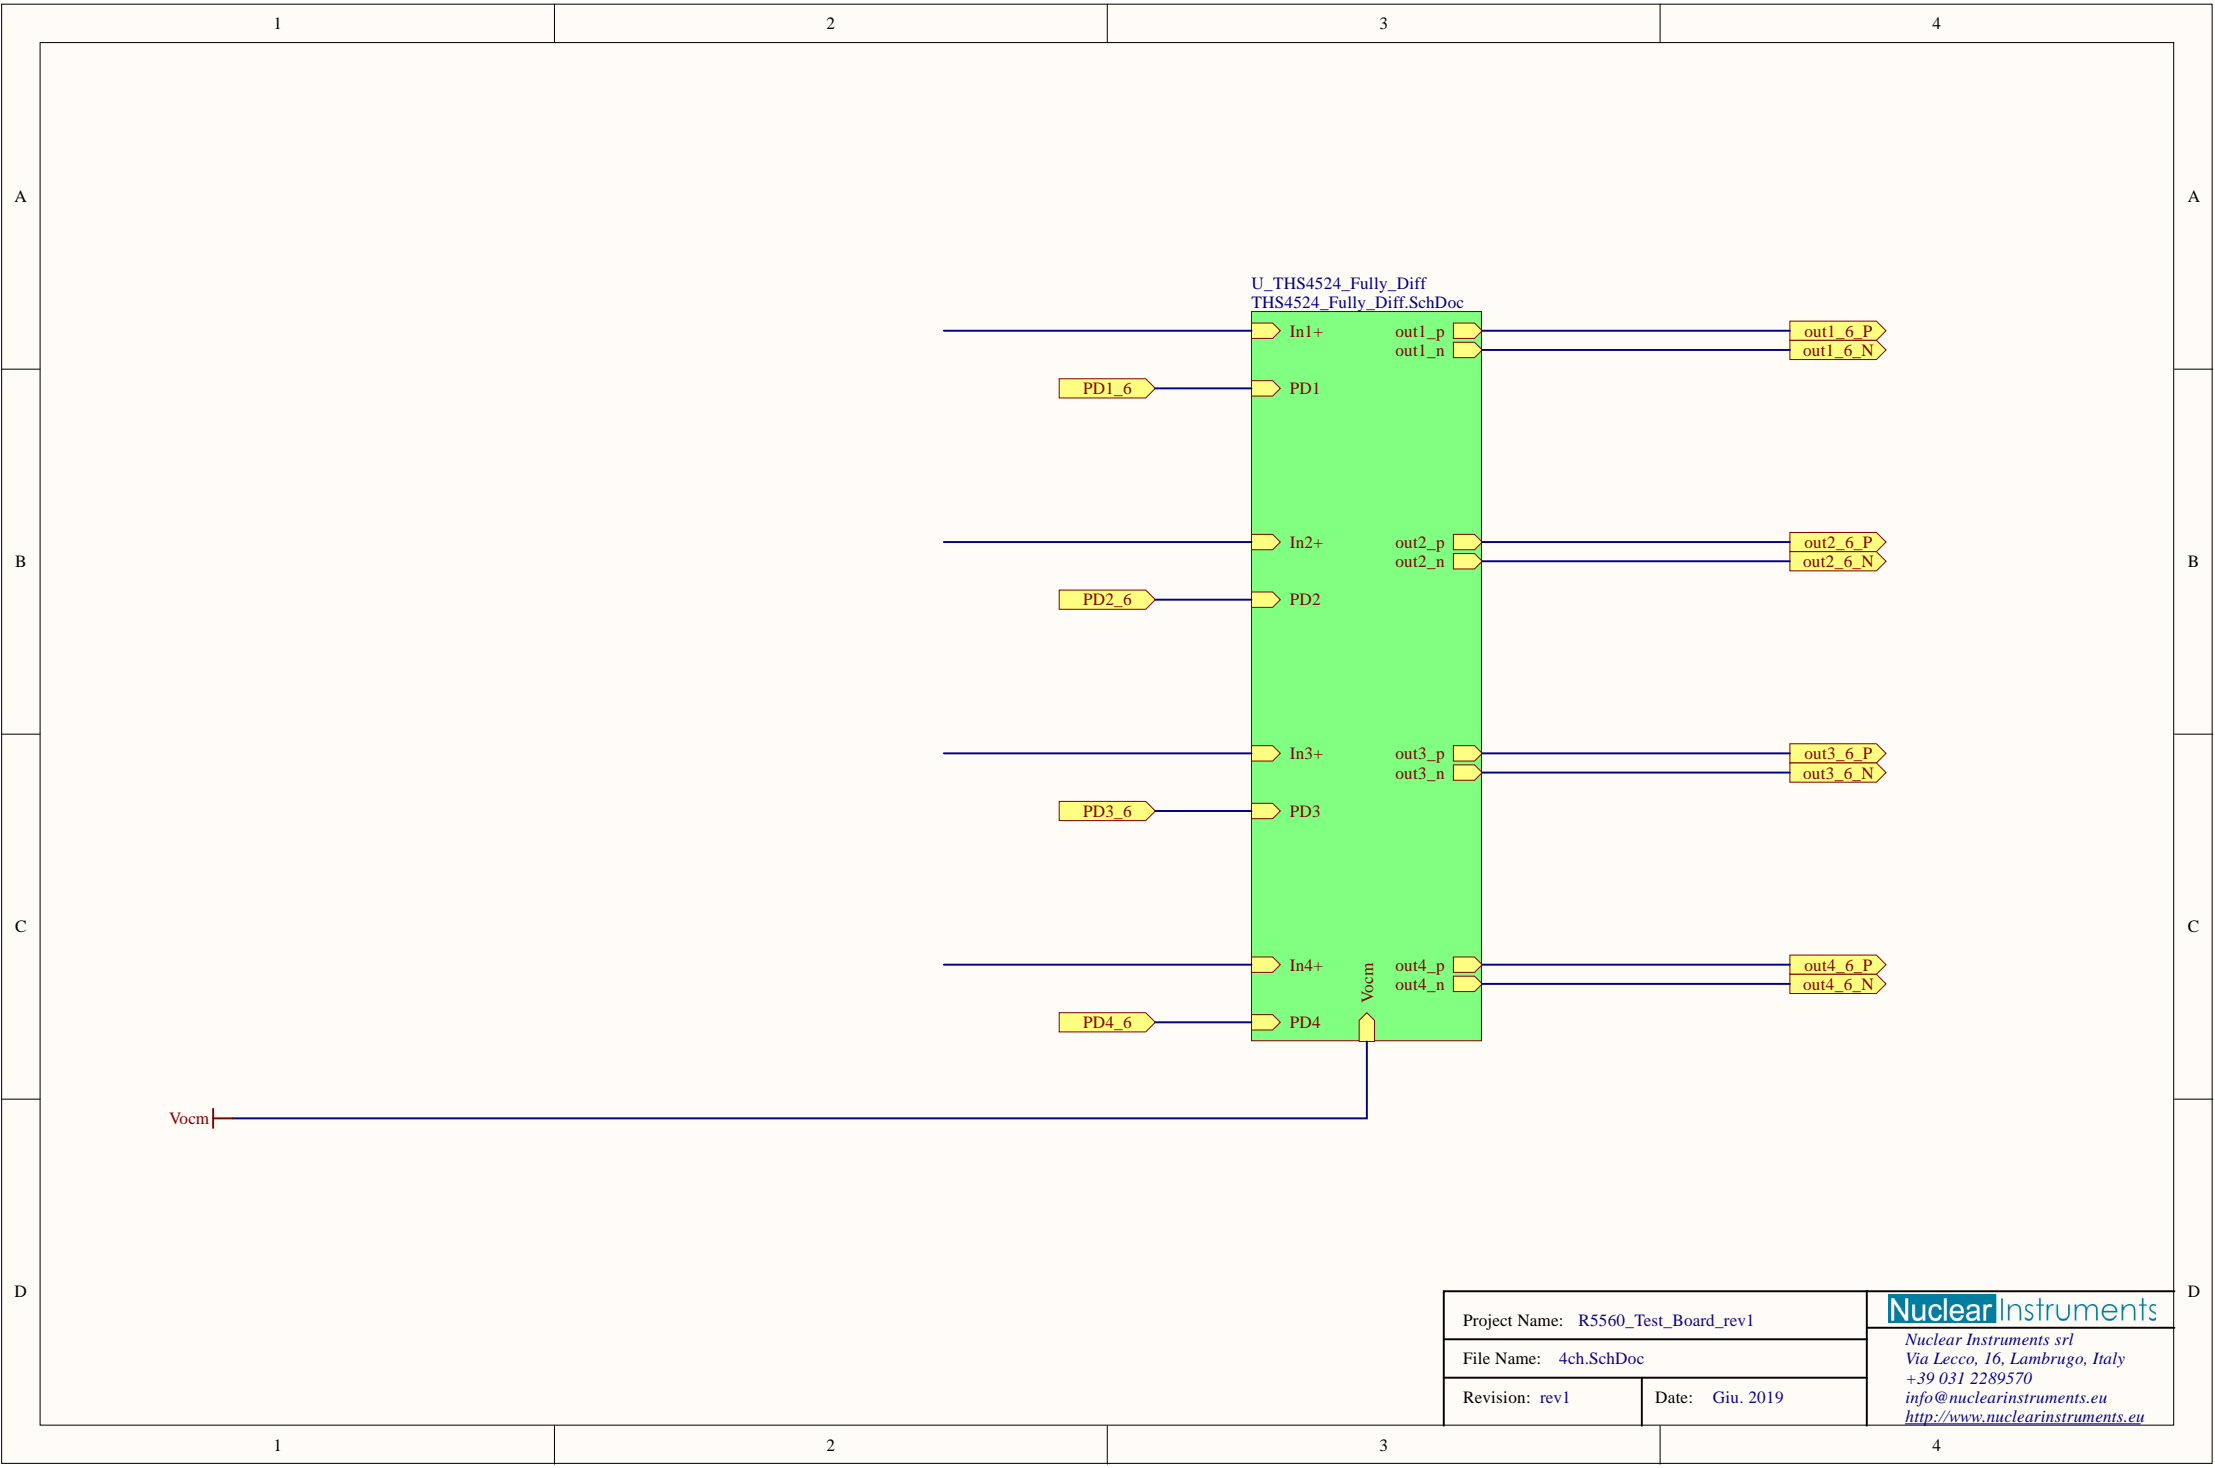 1 2 3 4
A A
U_THS4524_Fully_Diff
THS4524_Fully_Diff.SchDoc
In1+ out1_p out1_6_P
out1_n out1_6_N
PD1_6 PD1
In2+ out2_p out2_6_P
B out2_n out2_6_N B
PD2_6 PD2
In3+ out3_p out3_6_P
out3_n out3_6_N
PD3_6 PD3
C C
In4+ out4_p out4_6_P
Vocm out4_n out4_6_N
PD4_6 PD4
Vocm
D D
Project Name: R5560_Test_Board_rev1
File Name: 4ch.SchDoc
Revision: rev1 Date: Giu. 2019
Nuclear Instruments
Nuclear Instruments srl
Via Lecco, 16, Lambrugo, Italy
+39 031 2289570
info@nuclearinstruments.eu
http://www.nuclearinstruments.eu
1 2 3 4